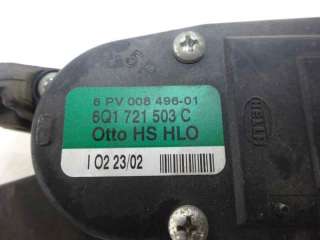 6 PV 008 496-01
6Q1 721 503 C
Otto HS HLO
I O2 23/02
HELLA